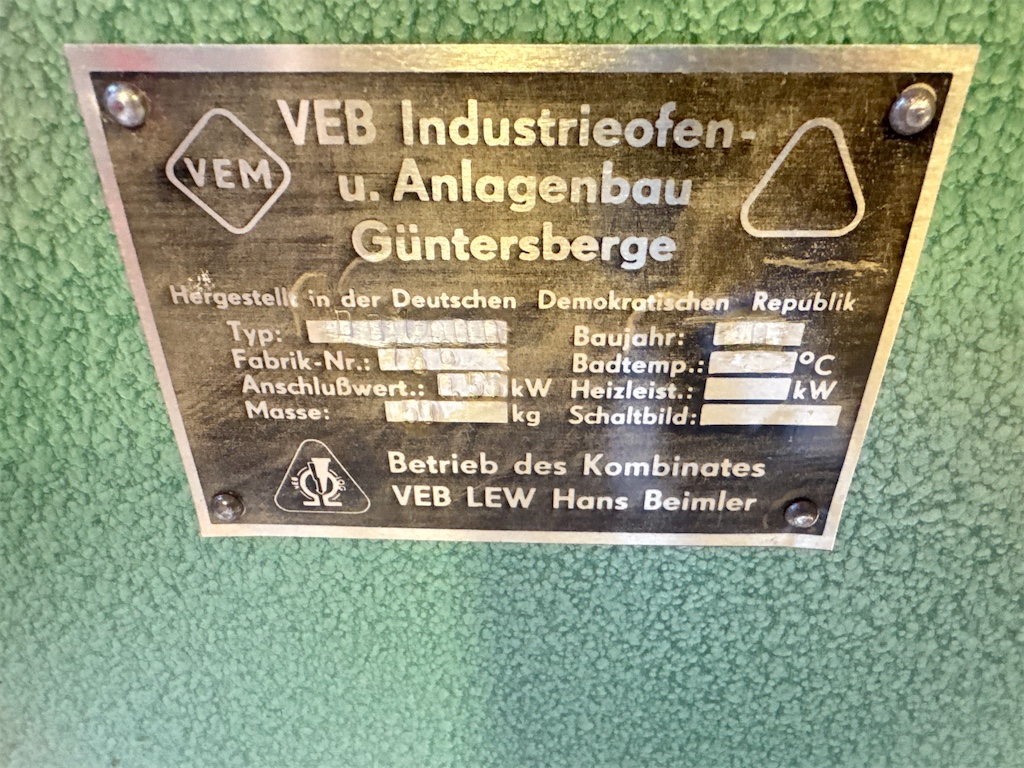 VEM
VEB Industrieofen-
u. Anlagenbau
Güntersberge
Hergestellt in der Deutschen Demokratischen Republik
Typ: Baujahr:
Fabrik-Nr.: Badtemp.: °C
Anschlußwert.: kW Heizleist.: kW
Masse: kg Schaltbild:
Betrieb des Kombinates
VEB LEW Hans Beimler